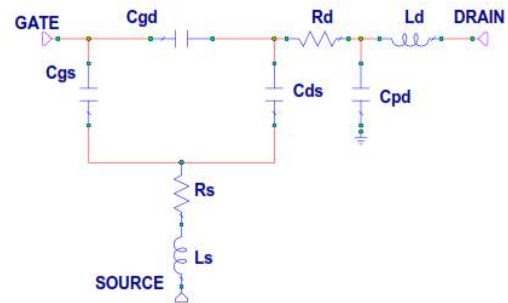 GATE Cgd Rd Ld DRAIN
Cgs Cds Cpd
Rs
Ls
SOURCE